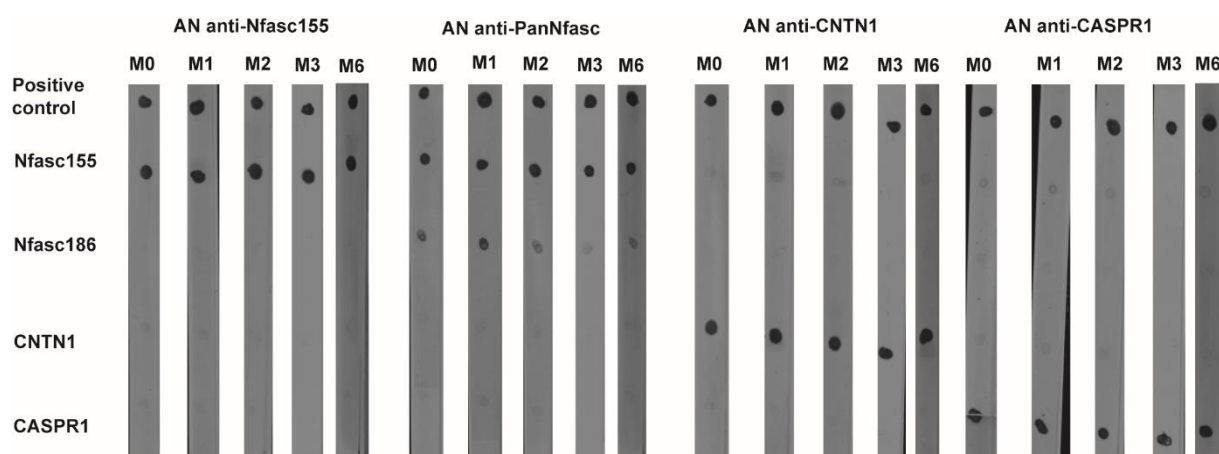 AN anti-Nfasc155 AN anti-PanNfasc AN anti-CNTN1 AN anti-CASPR1
M0 M1 M2 M3 M6 M0 M1 M2 M3 M6 M0 M1 M2 M3 M6 M0 M1 M2 M3 M6
Positive
control
Nfasc155
Nfasc186
CNTN1
CASPR1